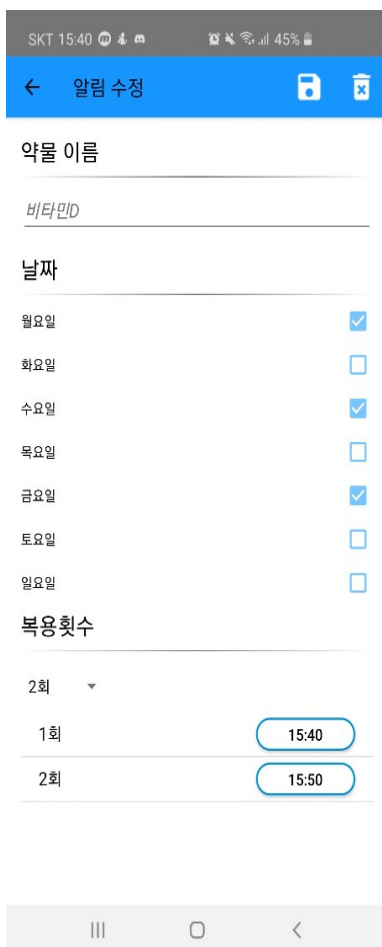 SKT 15:40 45%
알림 수정
약물 이름
비타민D
날짜
월요일
화요일
수요일
목요일
금요일
토요일
일요일
복용횟수
2회
1회 15:40
2회 15:50